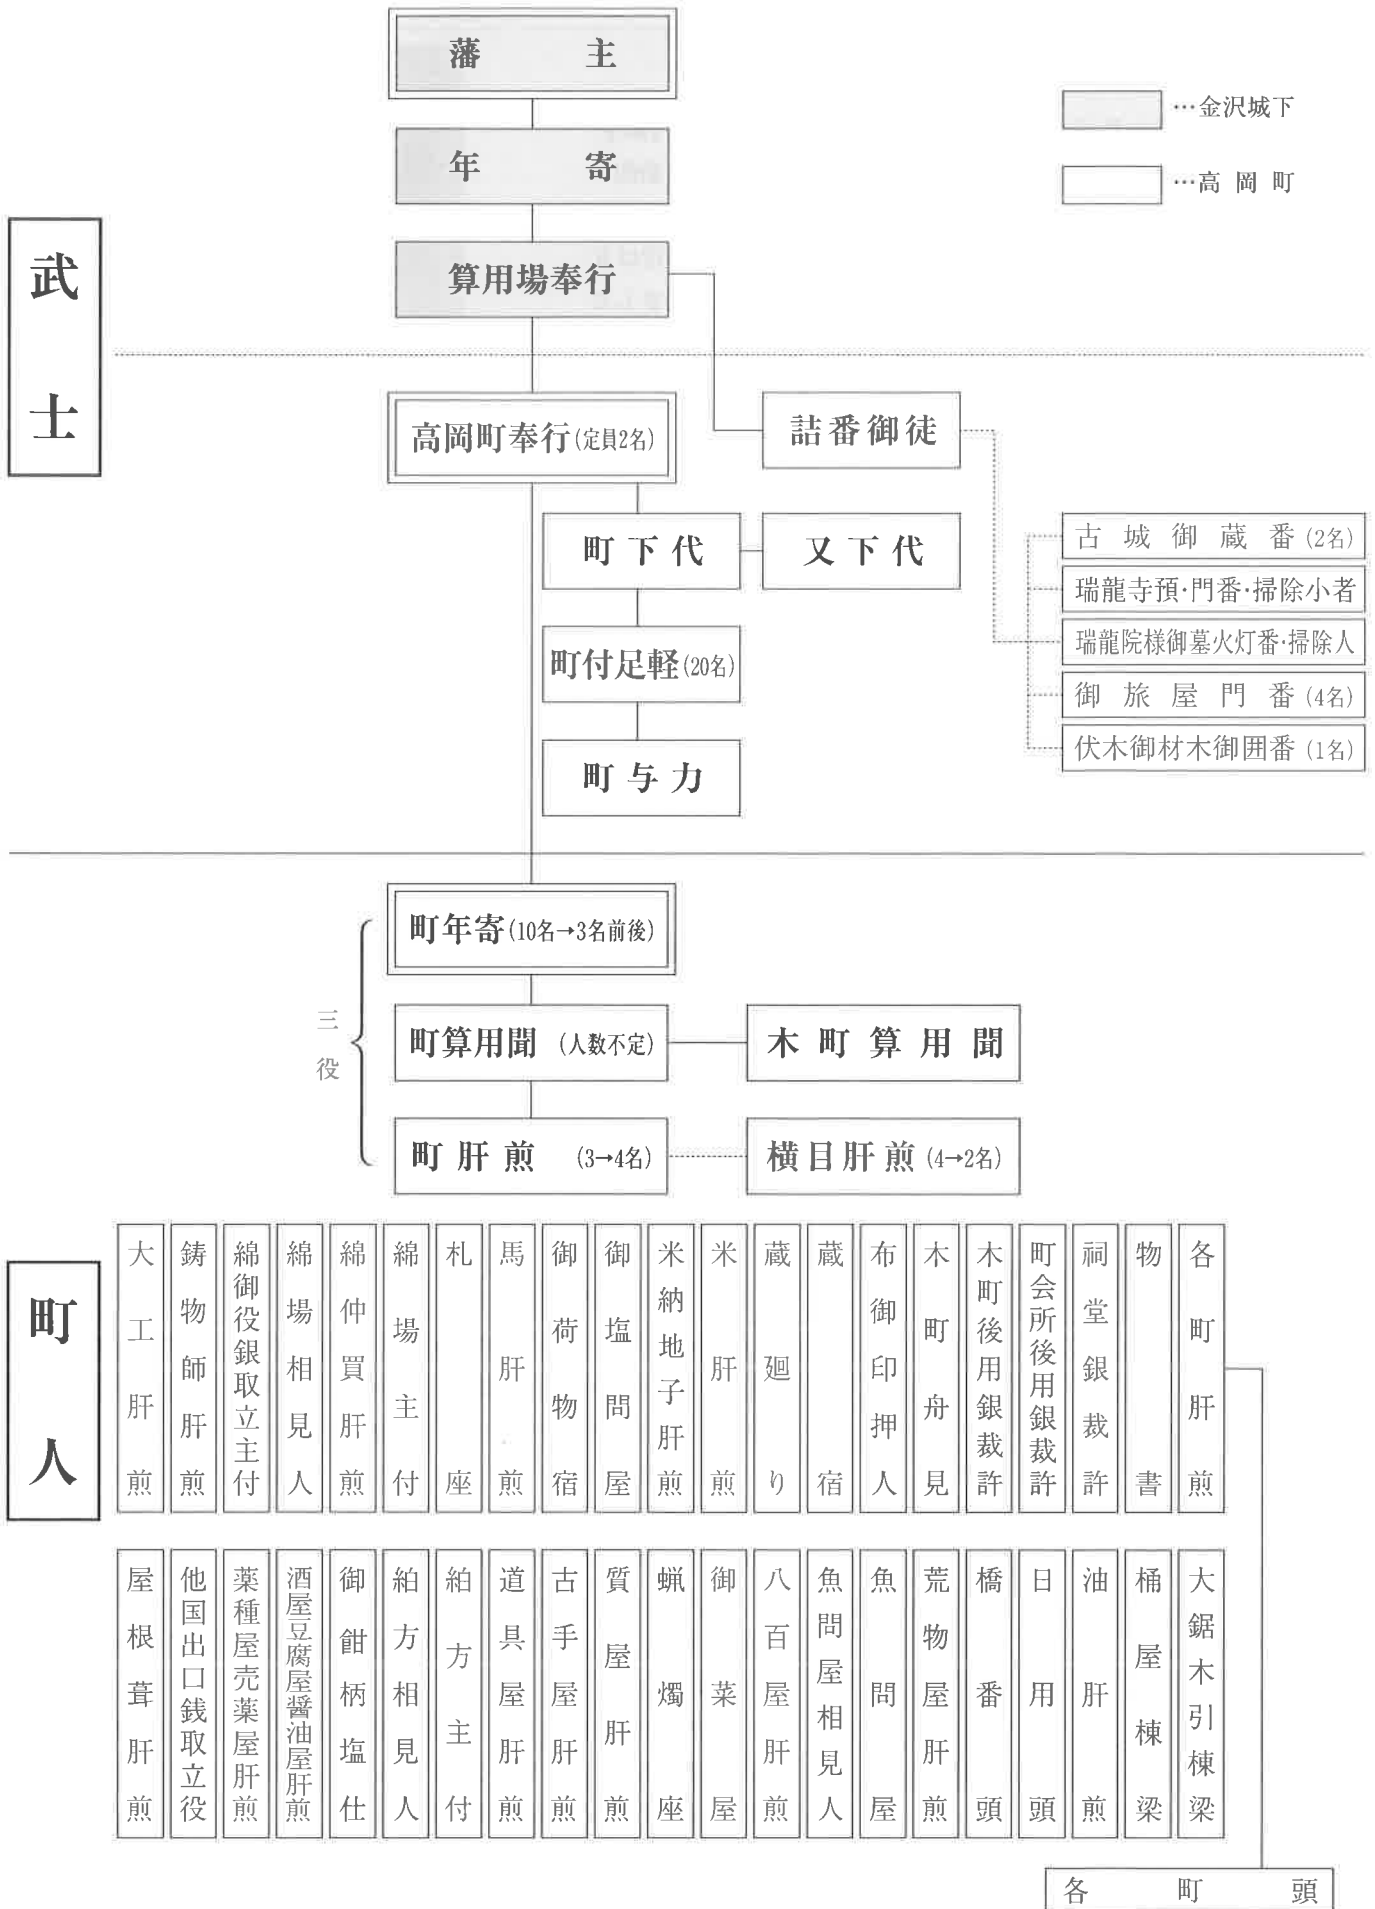 藩主
…金沢城下
年寄
…高岡町
武士
算用場奉行
高岡町奉行(定員2名)
詰番御徒
町下代
又下代
古城御蔵番(2名)
瑞龍寺預・門番・掃除小者
町付足軽(20名)
瑞龍院様御墓火灯番・掃除人
御旅屋門番(4名)
町与力
伏木御材木御囲番(1名)
三役
町年寄(10名→3名前後)
町算用聞(人数不定)
木町算用聞
町肝煎(3→4名)
横目肝煎(4→2名)
町人
各町肝煎
物書
祠堂銀裁許
町会所後用銀裁許
木町後用銀裁許
木町舟見
布御印押人
蔵宿
蔵廻り
米肝煎
米納地子肝煎
御塩問屋
御荷物宿
馬肝煎
札座
綿場主付
綿仲買肝煎
綿場相見人
綿御役銀取立主付
鋳物師肝煎
大工肝煎
大鋸木引棟梁
桶屋棟梁
油肝煎
日用頭
橋番頭
荒物屋肝煎
魚問屋
魚問屋相見人
八百屋肝煎
御菜屋
蝋燭座
質屋肝煎
古手屋肝煎
道具屋肝煎
紺方主付
紺方相見人
御餠柄塩仕
酒屋豆腐屋醤油屋肝煎
薬種屋売薬屋肝煎
他国出口銭取立役
屋根葺肝煎
各町頭